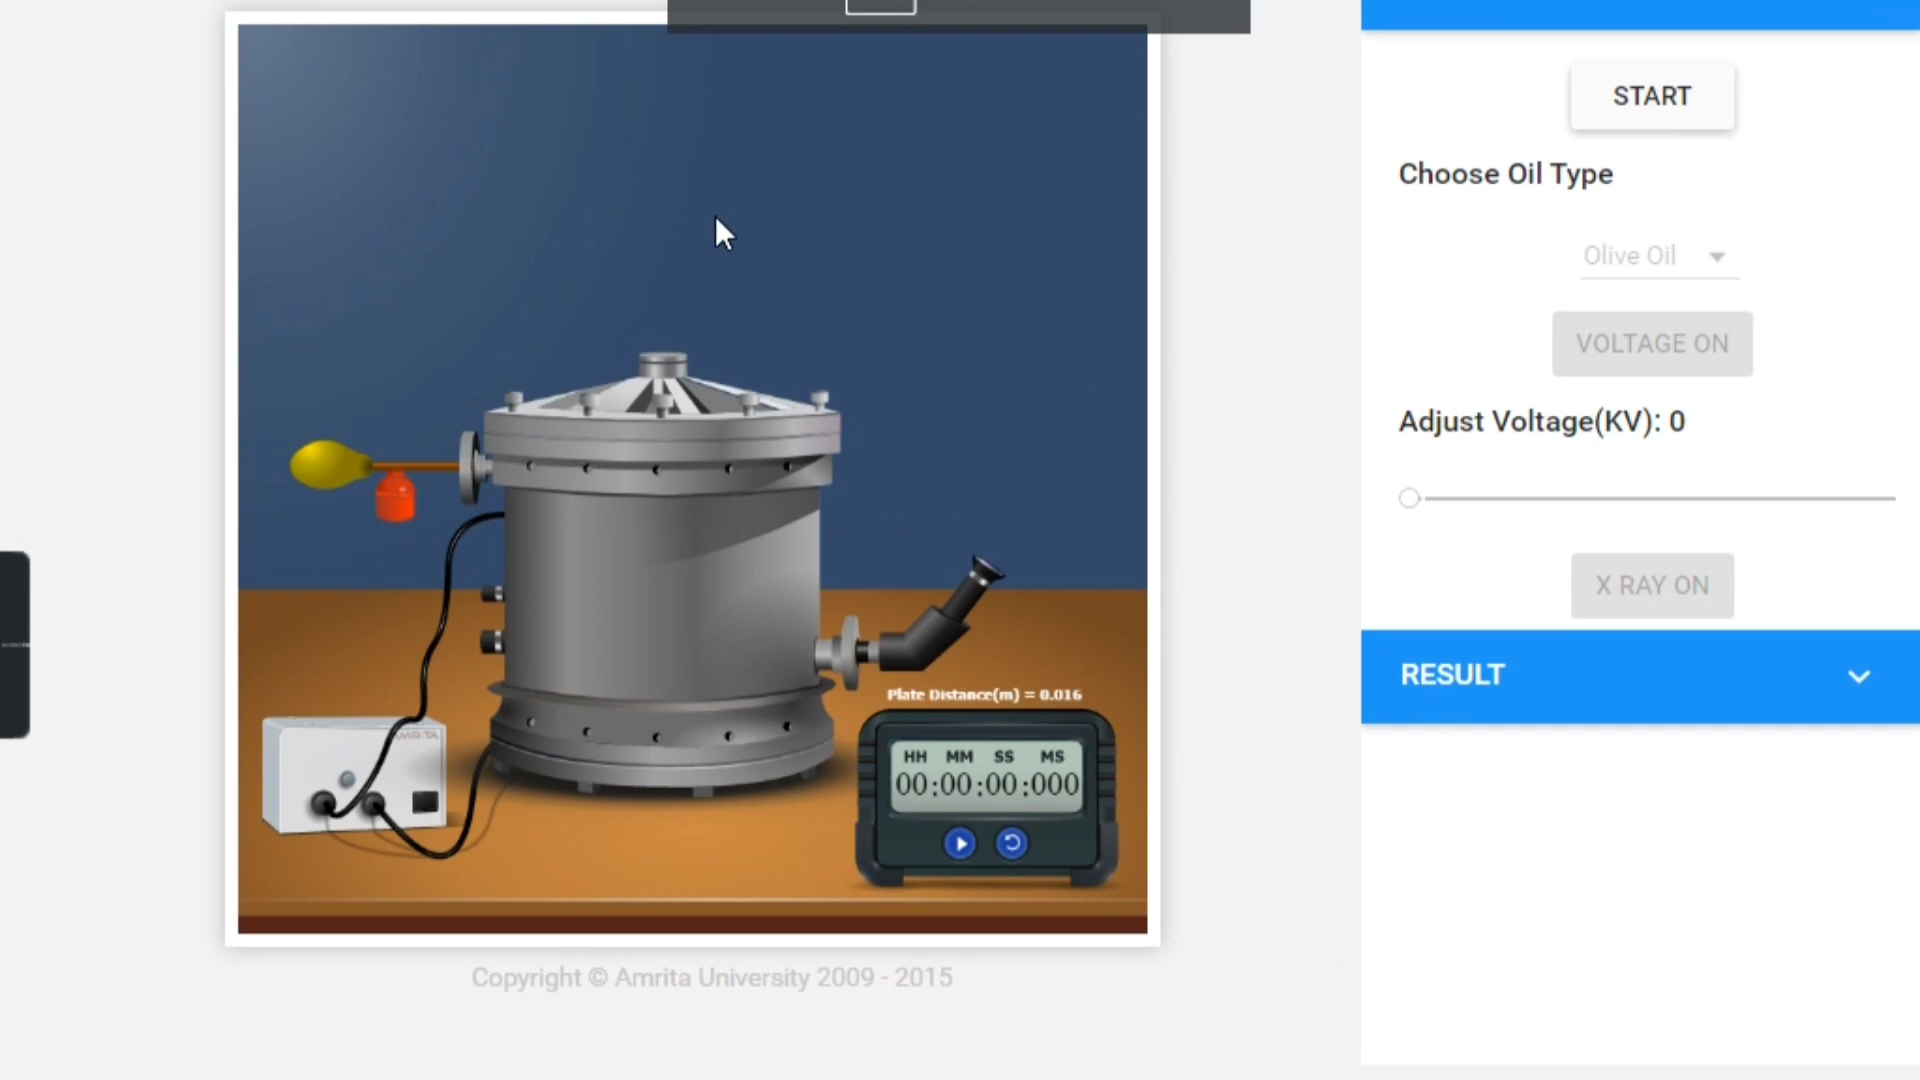 START
Choose Oil Type
Olive Oil
VOLTAGE ON
Adjust Voltage(KV): 0
X RAY ON
RESULT
Plate Distance(m) = 0.016
AMRITA
HH MM SS MS
00:00:00:000
Copyright © Amrita University 2009 - 2015